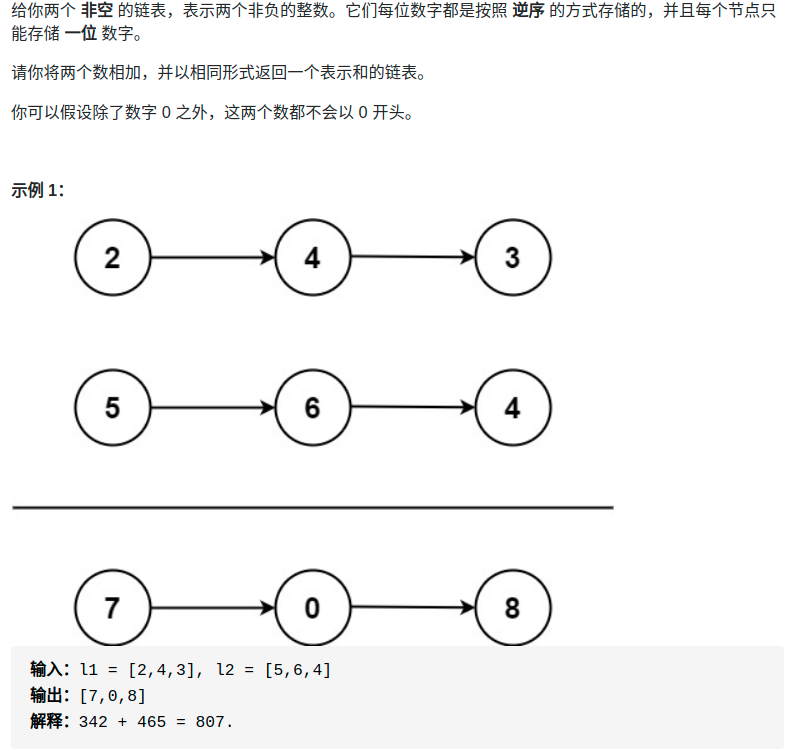 给你两个 非空 的链表，表示两个非负的整数。它们每位数字都是按照 逆序 的方式存储的，并且每个节点只
能存储 一位 数字。
请你将两个数相加，并以相同形式返回一个表示和的链表。
你可以假设除了数字 0 之外，这两个数都不会以 0 开头。
示例 1：
2 4 3
5 6 4
7 0 8
输入：l1 = [2,4,3], l2 = [5,6,4]
输出：[7,0,8]
解释：342 + 465 = 807.